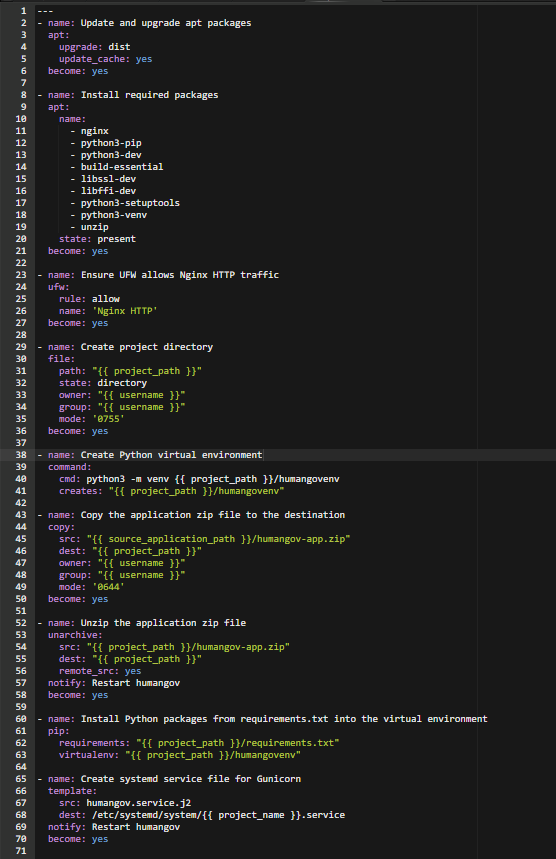 1 ---
2 - name: Update and upgrade apt packages
3   apt:
4     upgrade: dist
5     update_cache: yes
6   become: yes
7
8 - name: Install required packages
9   apt:
10     name:
11       - nginx
12       - python3-pip
13       - python3-dev
14       - build-essential
15       - libssl-dev
16       - libffi-dev
17       - python3-setuptools
18       - python3-venv
19       - unzip
20     state: present
21   become: yes
22
23 - name: Ensure UFW allows Nginx HTTP traffic
24   ufw:
25     rule: allow
26     name: 'Nginx HTTP'
27   become: yes
28
29 - name: Create project directory
30   file:
31     path: "{{ project_path }}"
32     state: directory
33     owner: "{{ username }}"
34     group: "{{ username }}"
35     mode: '0755'
36   become: yes
37
38 - name: Create Python virtual environment
39   command:
40     cmd: python3 -m venv {{ project_path }}/humangovenv
41     creates: "{{ project_path }}/humangovenv"
42
43 - name: Copy the application zip file to the destination
44   copy:
45     src: "{{ source_application_path }}/humangov-app.zip"
46     dest: "{{ project_path }}"
47     owner: "{{ username }}"
48     group: "{{ username }}"
49     mode: '0644'
50   become: yes
51
52 - name: Unzip the application zip file
53   unarchive:
54     src: "{{ project_path }}/humangov-app.zip"
55     dest: "{{ project_path }}"
56     remote_src: yes
57   notify: Restart humangov
58   become: yes
59
60 - name: Install Python packages from requirements.txt into the virtual environment
61   pip:
62     requirements: "{{ project_path }}/requirements.txt"
63     virtualenv: "{{ project_path }}/humangovenv"
64
65 - name: Create systemd service file for Gunicorn
66   template:
67     src: humangov.service.j2
68     dest: /etc/systemd/system/{{ project_name }}.service
69   notify: Restart humangov
70   become: yes
71